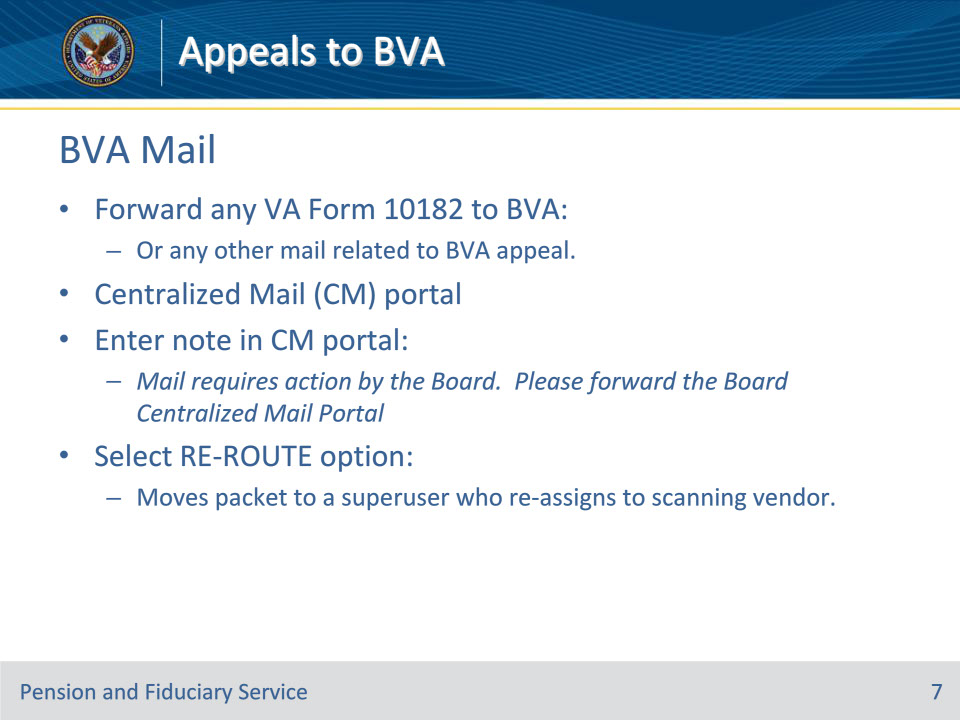 Appeals to BVA
BVA Mail
• Forward any VA Form 10182 to BVA:
– Or any other mail related to BVA appeal.
• Centralized Mail (CM) portal
• Enter note in CM portal:
– Mail requires action by the Board.  Please forward the Board
Centralized Mail Portal
• Select RE-ROUTE option:
– Moves packet to a superuser who re-assigns to scanning vendor.
Pension and Fiduciary Service
7